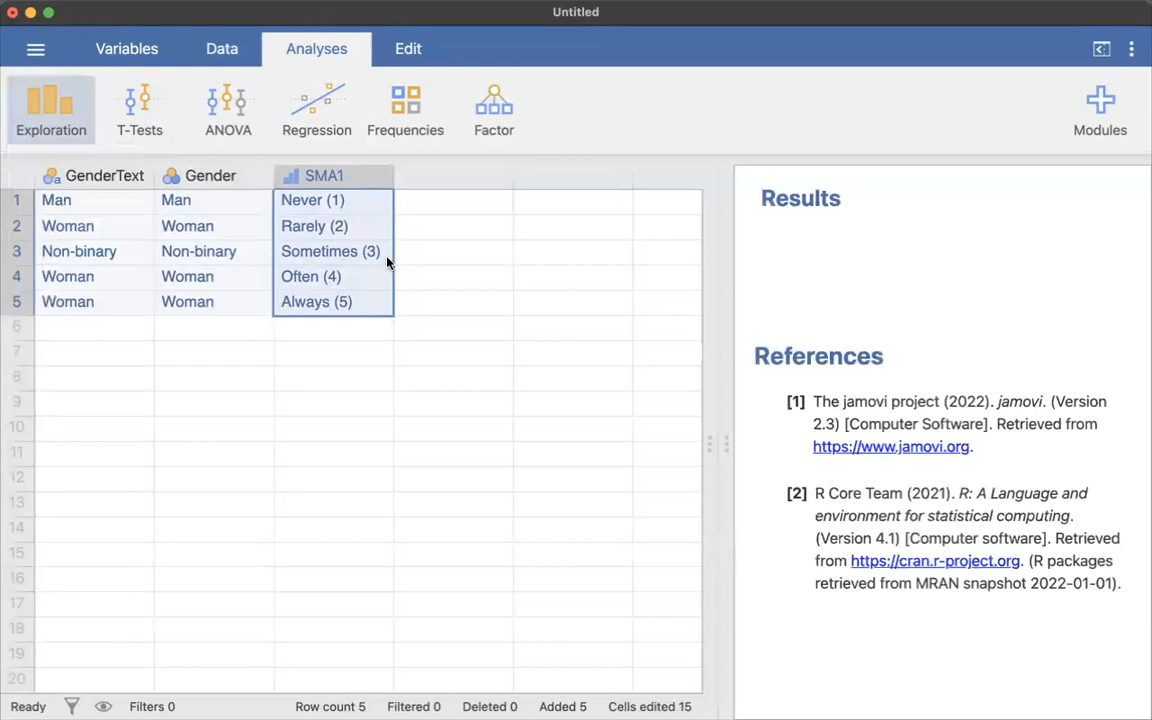 Untitled
Variables Data Analyses Edit
Exploration T-Tests ANOVA Regression Frequencies Factor Modules
GenderText Gender SMA1
1 Man Man Never (1)
2 Woman Woman Rarely (2)
3 Non-binary Non-binary Sometimes (3)
4 Woman Woman Often (4)
5 Woman Woman Always (5)
6
7
8
9
10
11
12
13
14
15
16
17
18
19
20
Results
References
[1] The jamovi project (2022). jamovi. (Version
2.3) [Computer Software]. Retrieved from
https://www.jamovi.org.
[2] R Core Team (2021). R: A Language and
environment for statistical computing.
(Version 4.1) [Computer software]. Retrieved
from https://cran.r-project.org. (R packages
retrieved from MRAN snapshot 2022-01-01).
Ready Filters 0 Row count 5 Filtered 0 Deleted 0 Added 5 Cells edited 15